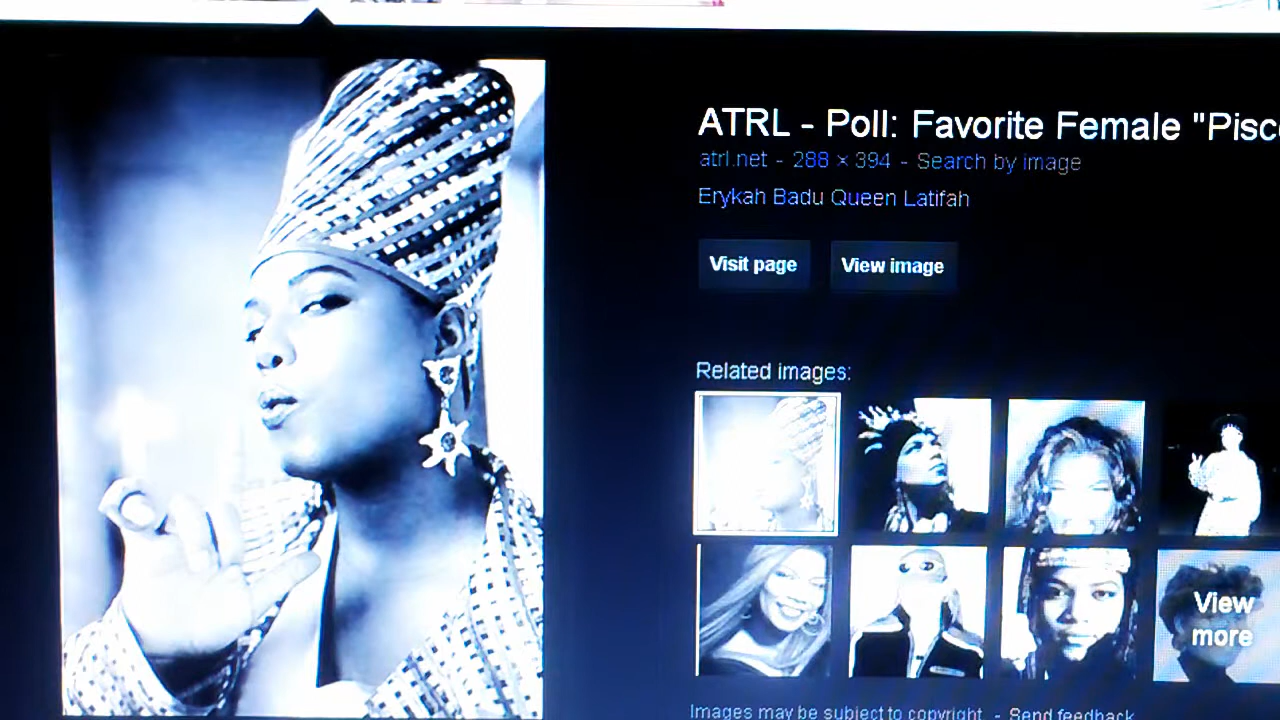 ATRL - Poll: Favorite Female "Pisc
atrl.net - 288 × 394 - Search by image
Erykah Badu Queen Latifah
Visit page
View image
Related images:
View
more
Images may be subject to copyright. - Send feedback